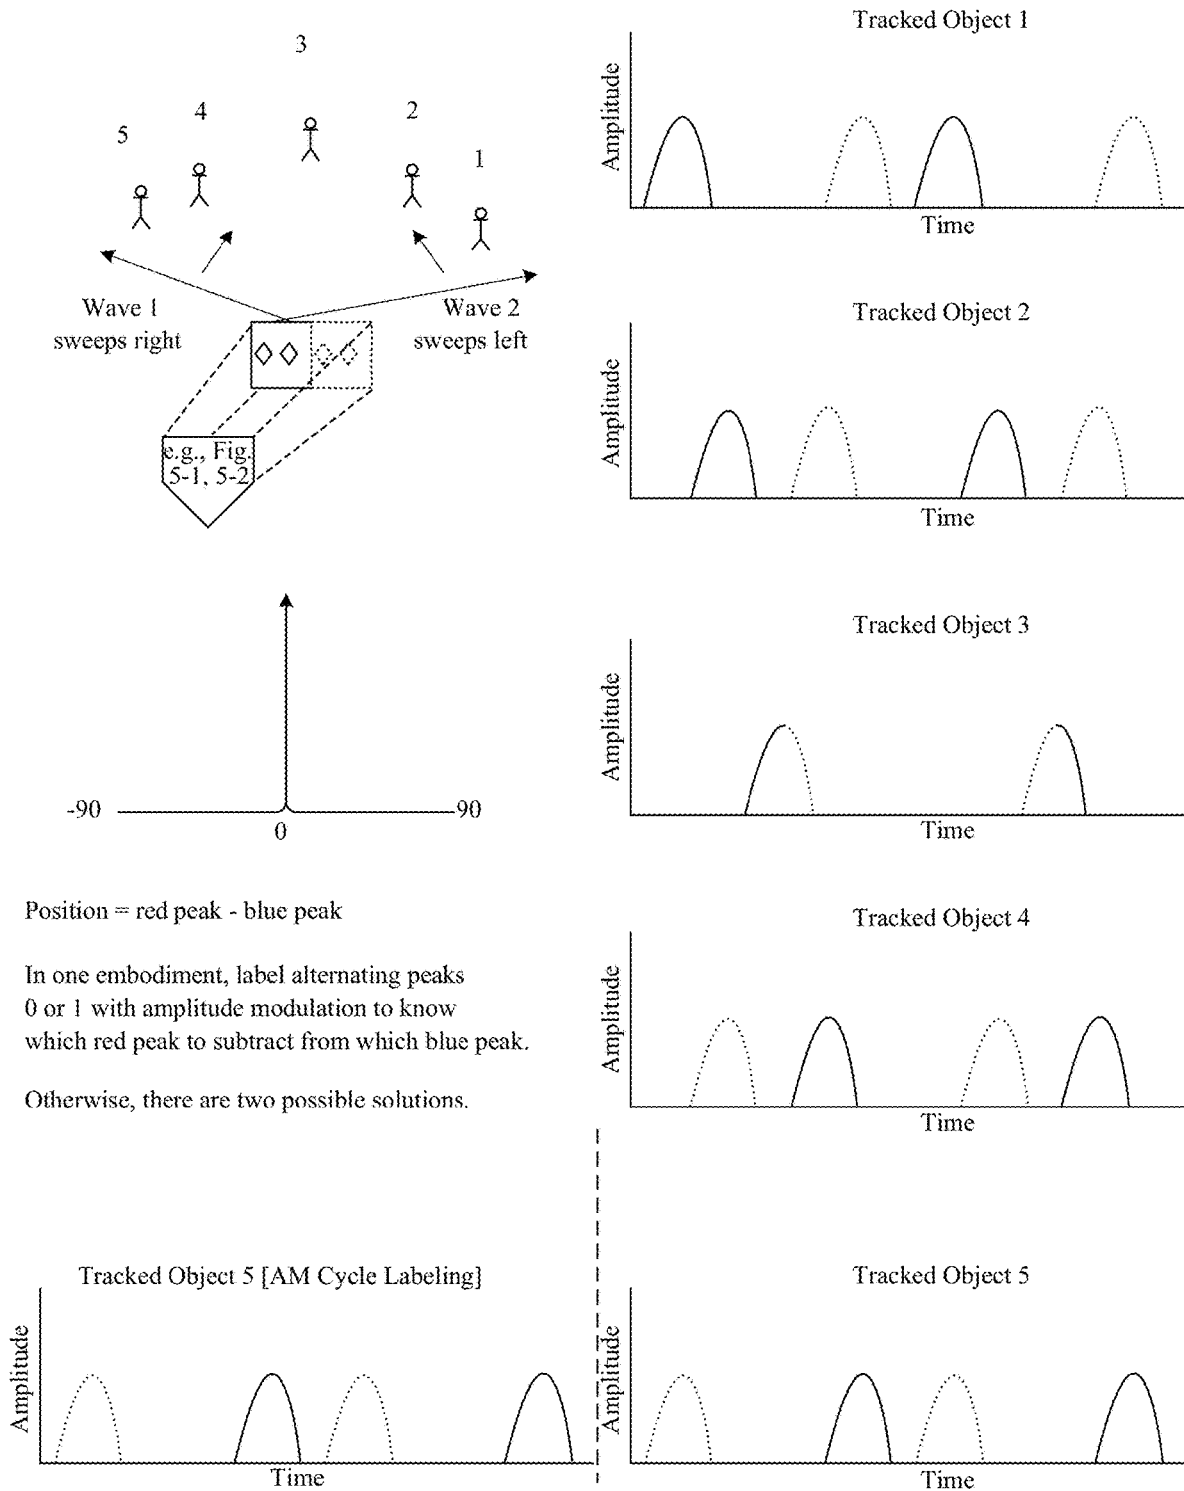 3
4
2
5
1
Wave 1
sweeps right
Wave 2
sweeps left
e.g., Fig.
5-1, 5-2
-90
90
0
Position = red peak - blue peak
In one embodiment, label alternating peaks
0 or 1 with amplitude modulation to know
which red peak to subtract from which blue peak.
Otherwise, there are two possible solutions.
Tracked Object 5 [AM Cycle Labeling]
Amplitude
Time
Tracked Object 1
Amplitude
Time
Tracked Object 2
Amplitude
Time
Tracked Object 3
Amplitude
Time
Tracked Object 4
Amplitude
Time
Tracked Object 5
Amplitude
Time